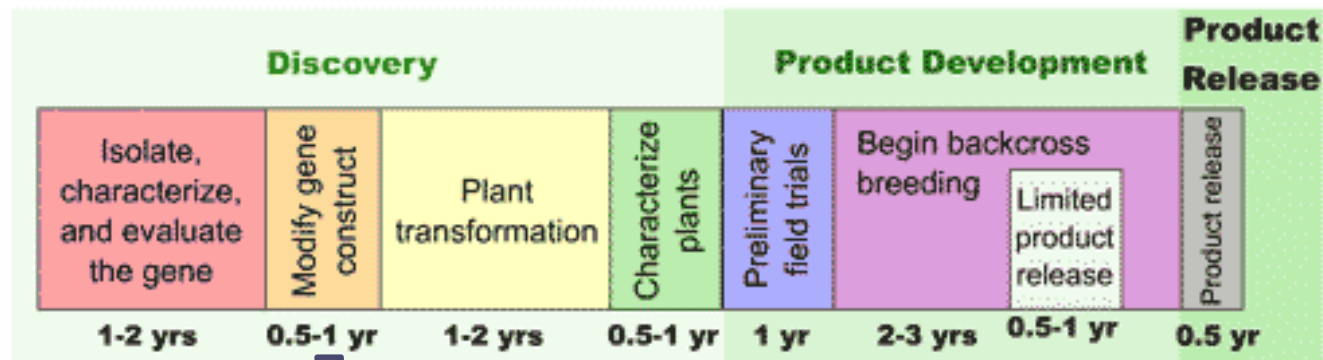 Discovery
Product Development
Product
Release
Isolate,
characterize,
and evaluate
the gene
Modify gene
construct
Plant
transformation
Characterize
plants
Preliminary
field trials
Begin backcross
breeding
Limited
product
release
Product release
1-2 yrs
0.5-1 yr
1-2 yrs
0.5-1 yr
1 yr
2-3 yrs
0.5-1 yr
0.5 yr